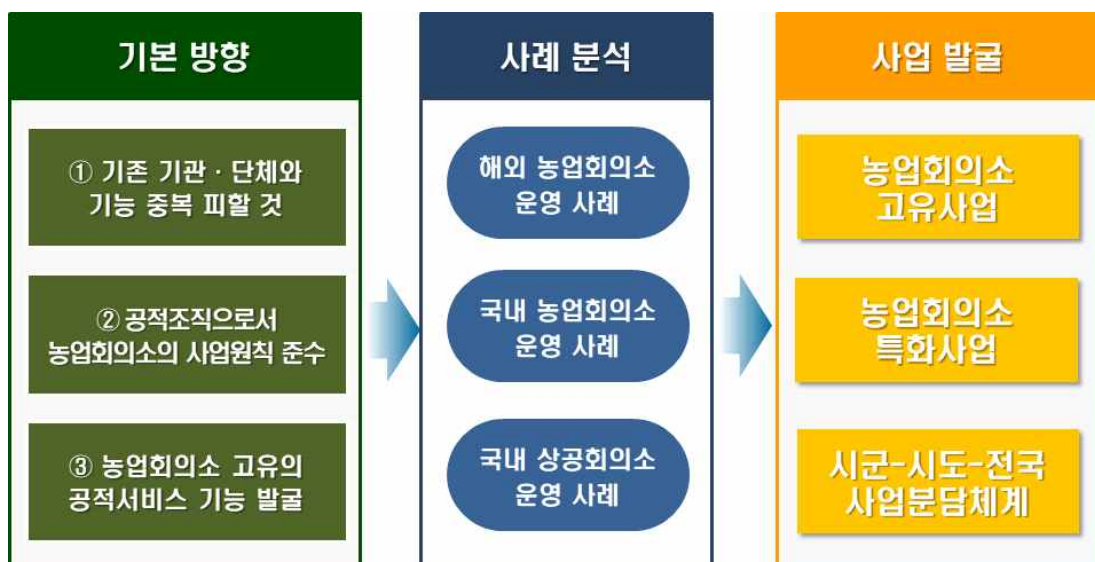 기본 방향
① 기존 기관 · 단체와
기능 중복 피할 것
② 공적조직으로서
농업회의소의 사업원칙 준수
③ 농업회의소 고유의
공적서비스 기능 발굴
사례 분석
해외 농업회의소
운영 사례
국내 농업회의소
운영 사례
국내 상공회의소
운영 사례
사업 발굴
농업회의소
고유사업
농업회의소
특화사업
시군-시도-전국
사업분담체계